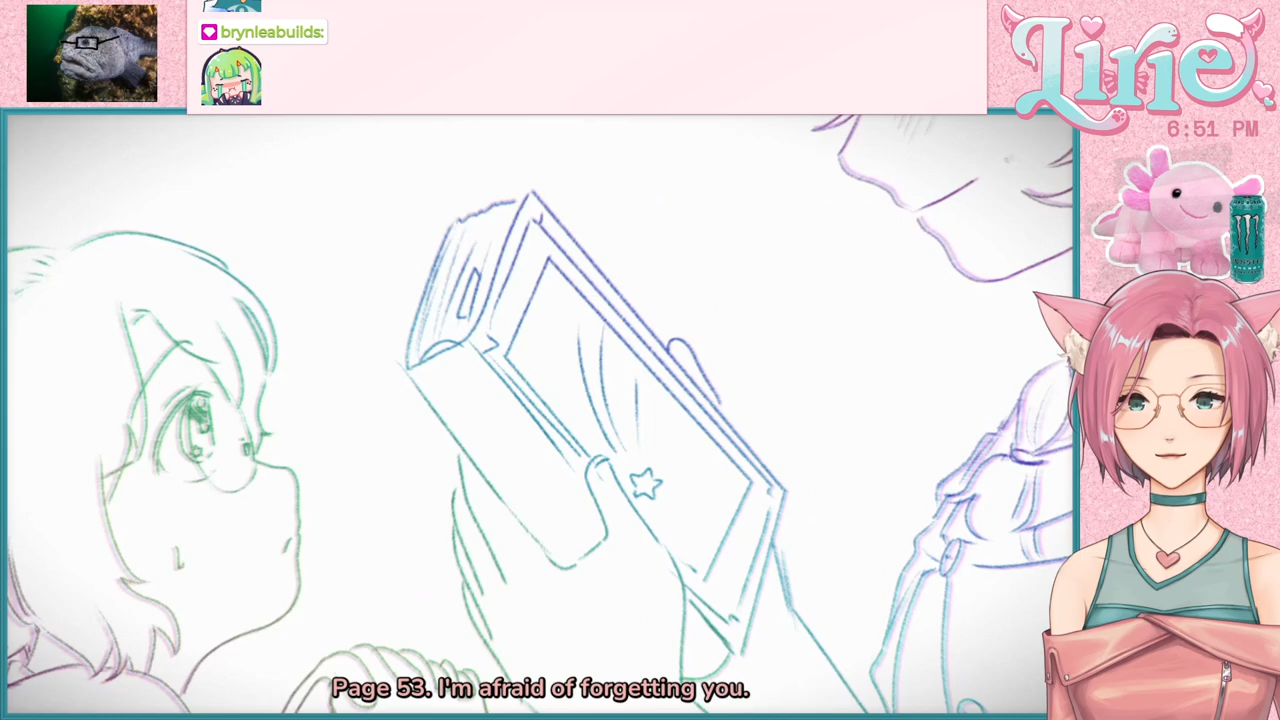 brynleabuilds:
Lirie
6:51 PM
Page 53. I'm afraid of forgetting you.